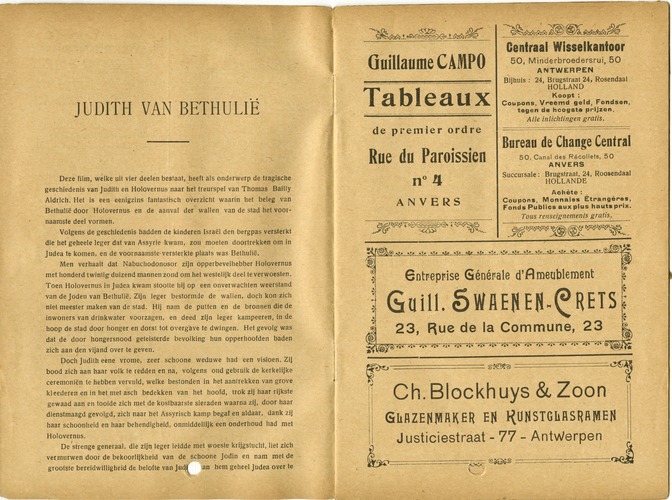 JUDITH VAN BETHULIË
Deze film, welke uit vier deelen bestaat, heeft als onderwerp de tragische
geschiedenis van Judith en Holovernus naar het treurspel van Thomas Bailly
Aldrich. Het is een eenigzins fantastisch overzicht waarin het beleg van
Bethulië door Holovernus en de aanval der wallen van de stad het voor-
naamste deel vormen.
Volgens de geschiedenis hadden de kinderen Israël den bergpas versterkt
die het geheele leger dat van Assyrie kwam, zou moeten doortrekken om in
Judea te komen, en de voornaamste versterkte plaats was Bethulië.
Men verhaalt dat Nabuchodonosor zijn opperbevelhebber Holovernus
met honderd twintig duizend mannen zond om het westelijk deel te verwoesten.
Toen Holovernus in Judea kwam stootte hij op een onverwachten weerstand
van de Joden van Bethulië. Zijn leger bestormde de wallen, doch kon zich
niet meester maken van de stad. Hij nam de putten en de bronnen die de
inwoners van drinkwater voorzagen, en deed zijn leger kampeeren, in de
hoop de stad door honger en dorst tot overgave te dwingen. Het gevolg was
dat de door hongersnood geteisterde bevolking hun opperhoofden baden
zich aan den vijand over te geven.
Doch Judith eene vrome, zeer schoone weduwe had een visioen. Zij
bood zich aan haar volk te redden en na, volgens oud gebruik de kerkelijke
ceremoniën te hebben vervuld, welke bestonden in het aantrekken van grove
kleederen en in het met asch bedekken van het hoofd, trok zij haar rijkste
gewaad aan en tooide zich met de kostbaarste sieraden waarna zij, door haar
dienstmaagd gevolgd, zich naar het Assyrisch kamp begaf en aldaar, dank zij
haar schoonheid en haar behendigheid, onmiddellijk een onderhoud had met
Holovernus.
De strenge generaal, die zijn leger leidde met woeste krijgstucht, liet zich
vermurwen door de bekoorlijkheid van de schoone Jodin en nam met de
grootste bereidwilligheid de belofte van aan hem geheel Judea over te
Guillaume CAMPO
Tableaux
de premier ordre
Rue du Paroissien
n° 4
ANVERS
Centraal Wisselkantoor
50, Minderbroedersrui, 50
ANTWERPEN
Bijhuis : 24, Brugstraat 24, Rosendaal
HOLLAND
Koopt :
Coupons, Vreemd geld, Fondsen,
tegen de hoogste prijzen.
Alle inlichtingen gratis.
Bureau de Change Central
50, Canal des Récollets, 50
ANVERS
Succursale : Brugstraat, 24, Roosendaal
HOLLANDE
Achète :
Coupons, Monnaies Étrangères,
Fonds Publics aux plus hauts prix.
Tous renseignements gratis.
Entreprise Générale d'Ameublement
Guill. SWAENEN-CRETS
23, Rue de la Commune, 23
Ch. Blockhuys & Zoon
GLAZENMAKER EN KUNSTGLASRAMEN
Justiciestraat - 77 - Antwerpen